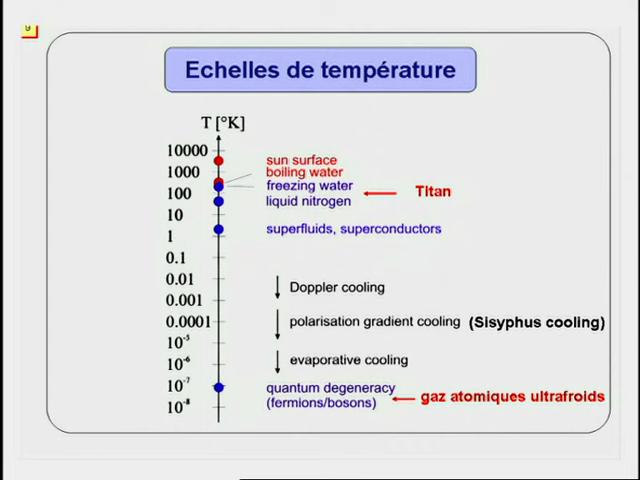 9
Echelles de température
T [°K]
10000
1000
100
10
1
0.1
0.01
0.001
0.0001
10⁻⁵
10⁻⁶
10⁻⁷
10⁻⁸
sun surface
boiling water
freezing water
liquid nitrogen
Titan
superfluids, superconductors
Doppler cooling
polarisation gradient cooling (Sisyphus cooling)
evaporative cooling
quantum degeneracy
(fermions/bosons)
gaz atomiques ultrafroids